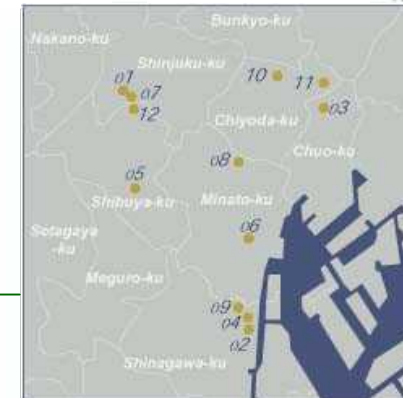 Bunkyo-ku
Nakano-ku
Shinjuku-ku
01
07
12
10
11
03
Chiyoda-ku
Chuo-ku
08
05
Shibuya-ku
Minato-ku
06
Setagaya
-ku
Meguro-ku
09
04
02
Shinagawa-ku